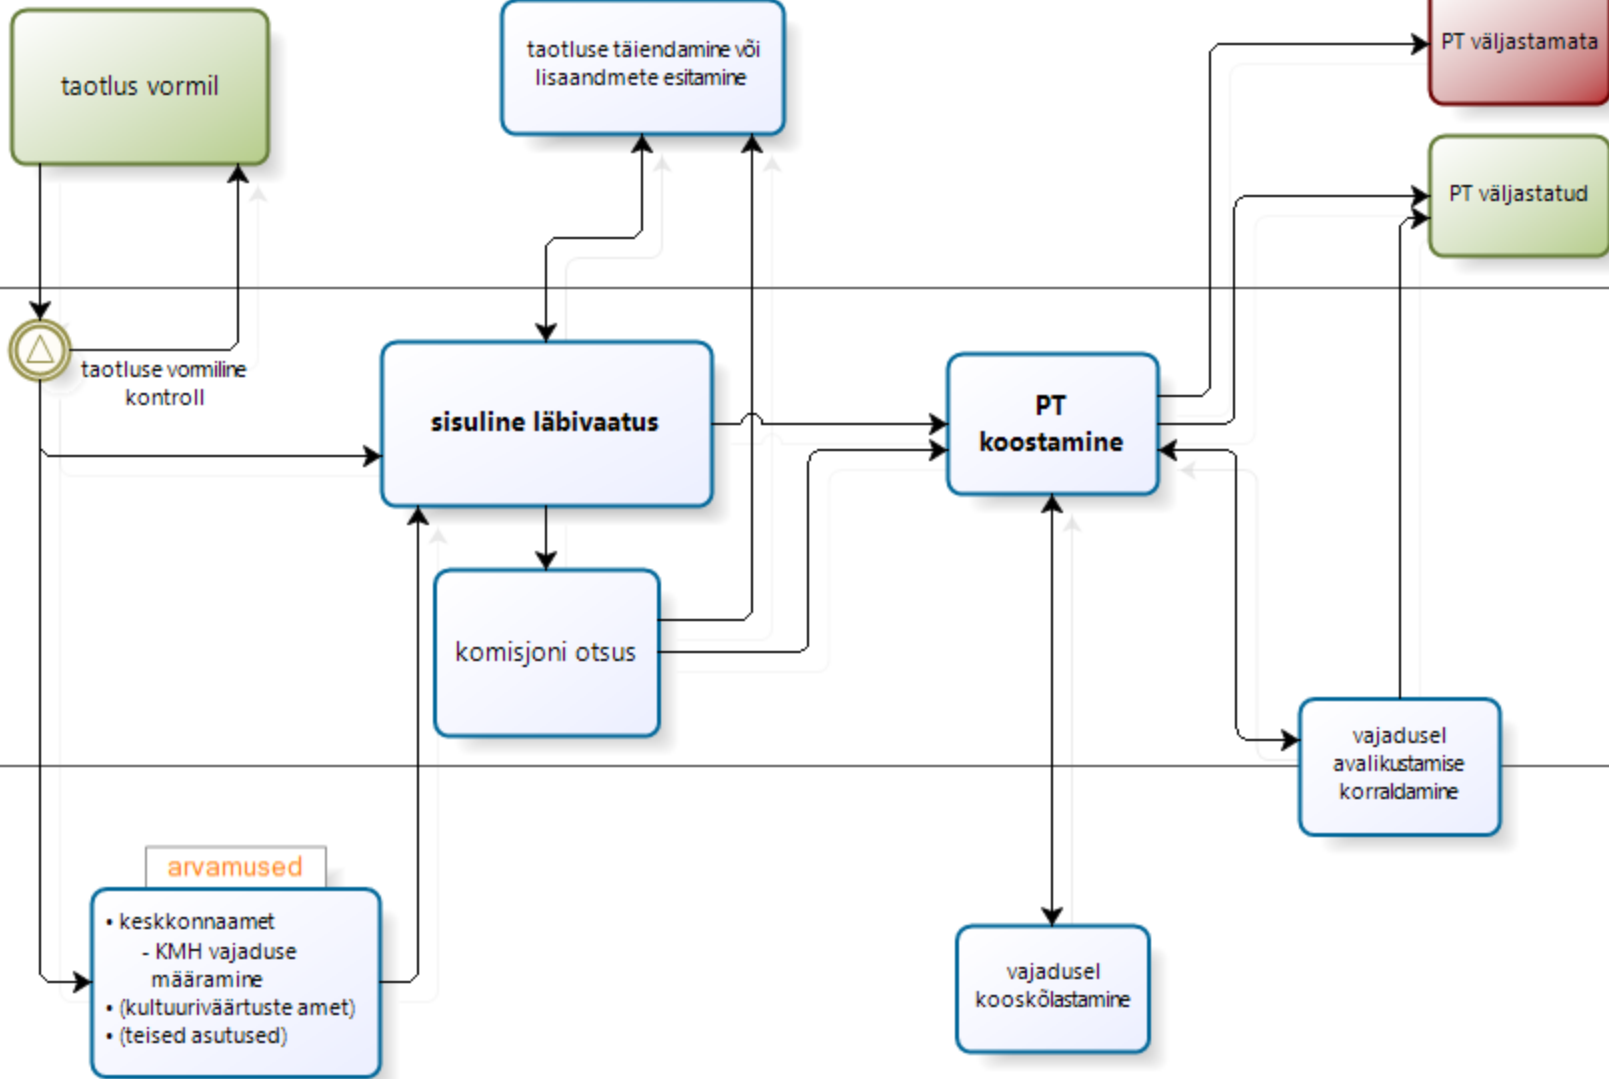 taotlus vormil
taotluse täiendamine või
lisaandmete esitamine
PT väljastamata
PT väljastatud
taotluse vormiline
kontroll
sisuline läbivaatus
PT
koostamine
komisjoni otsus
vajadusel
avalikustamise
korraldamine
arvamused
• keskkonnaamet
- KMH vajaduse
määramine
• (kultuuriväärtuste amet)
• (teised asutused)
vajadusel
kooskõlastamine